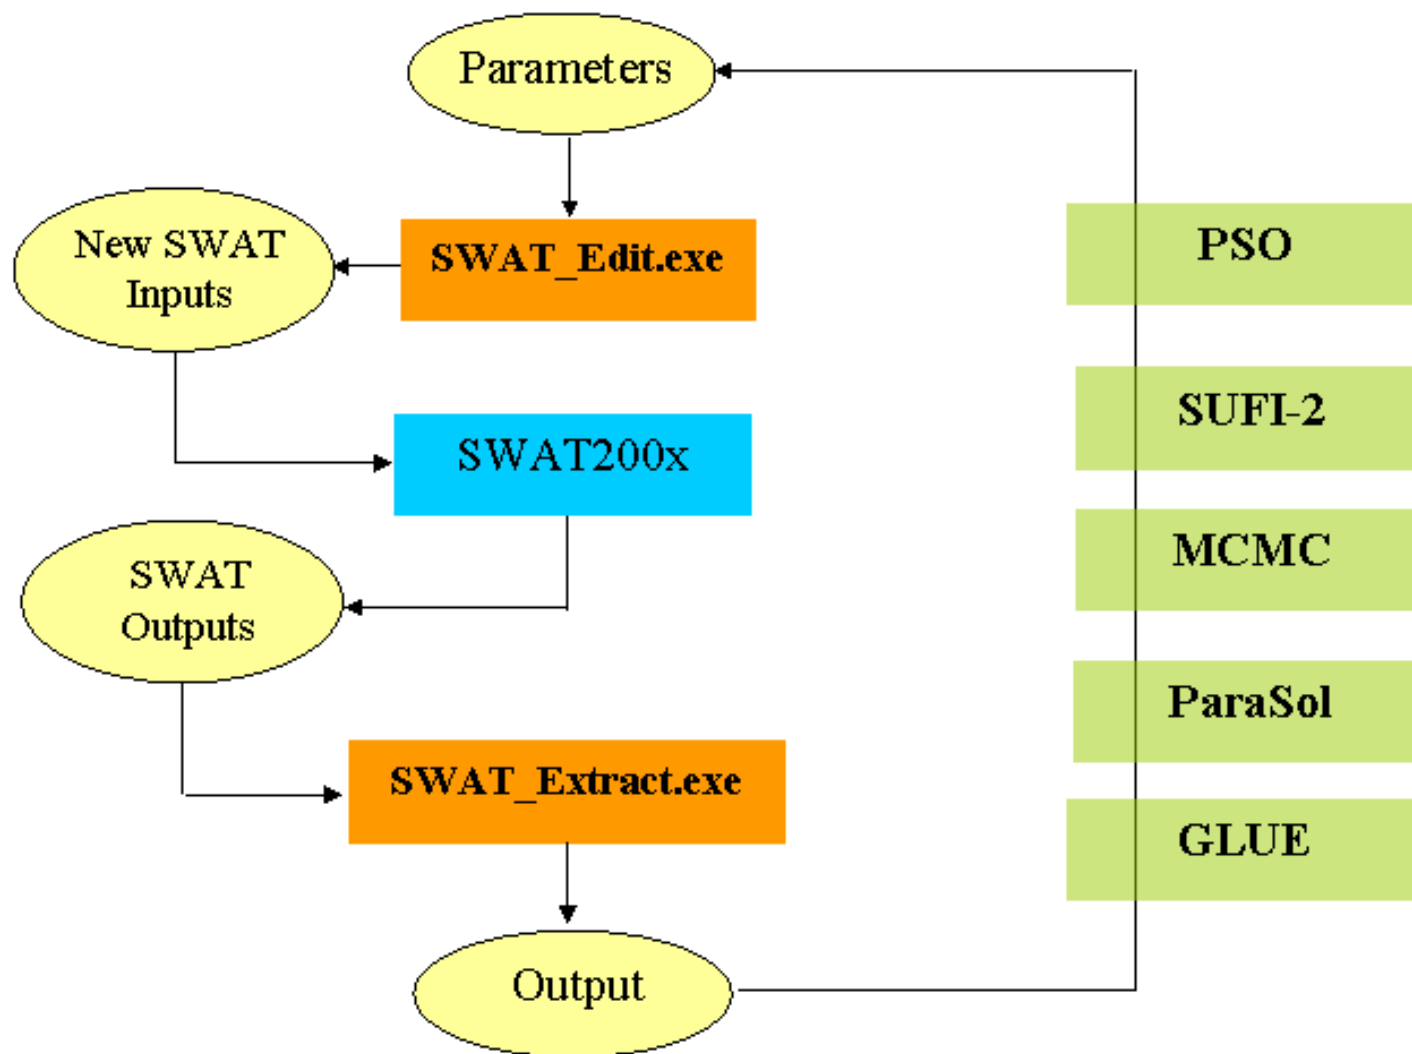 Parameters
SWAT_Edit.exe
New SWAT
Inputs
SWAT200x
SWAT
Outputs
SWAT_Extract.exe
Output
PSO
SUFI-2
MCMC
ParaSol
GLUE